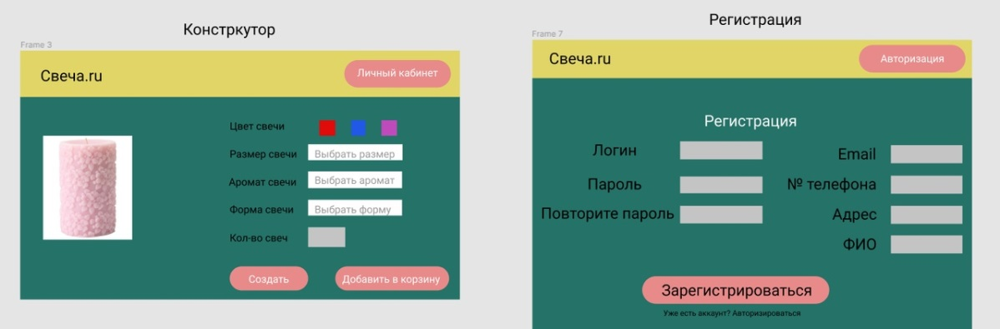 Констркутор
Frame 3
Свеча.ru
Личный кабинет
Цвет свечи
Размер свечи
Выбрать размер
Аромат свечи
Выбрать аромат
Форма свечи
Выбрать форму
Кол-во свеч
Создать
Добавить в корзину
Регистрация
Frame 7
Свеча.ru
Авторизация
Регистрация
Логин
Пароль
Повторите пароль
Email
№ телефона
Адрес
ФИО
Зарегистрироваться
Уже есть аккаунт? Авторизироваться